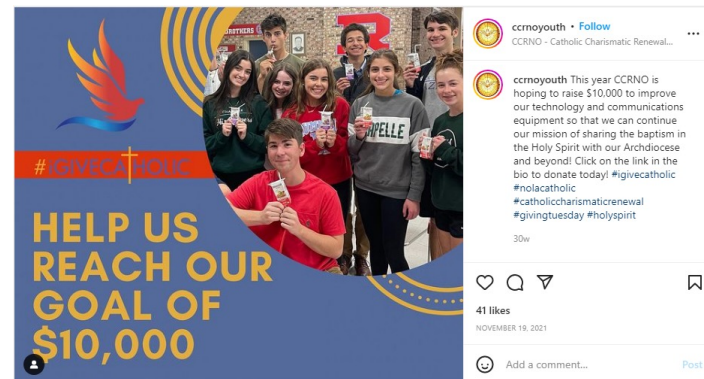 BROTHERS
R
APELLE
#iGIVECATHOLIC
HELP US
REACH OUR
GOAL OF
$10,000
ccrnoyouth • Follow
CCRNO - Catholic Charismatic Renewal...
ccrnoyouth This year CCRNO is
hoping to raise $10,000 to improve
our technology and communications
equipment so that we can continue
our mission of sharing the baptism in
the Holy Spirit with our Archdiocese
and beyond! Click on the link in the
bio to donate today! #igivecatholic
#nolacatholic
#catholiccharismaticrenewal
#givingtuesday #holyspirit
30w
41 likes
NOVEMBER 19, 2021
Add a comment...
Post